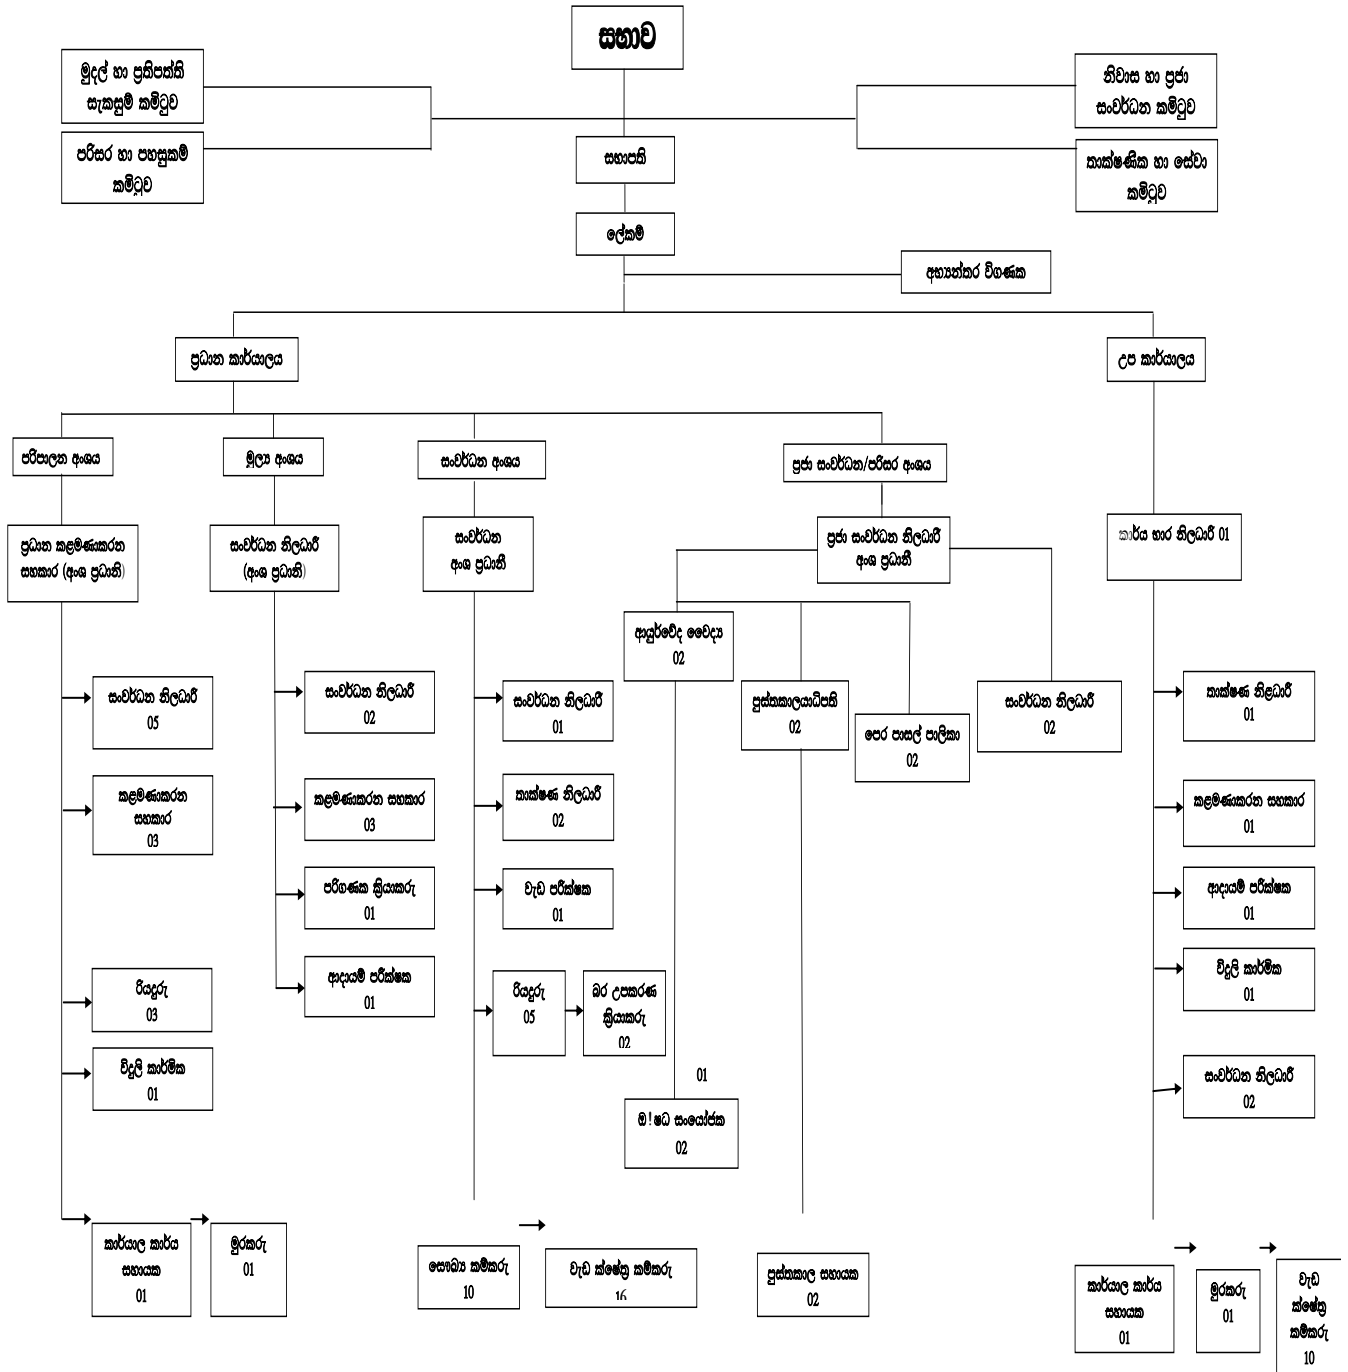 සභාව
මුදල් හා ප්‍රතිපත්ති
සැකසුම් කමිටුව
පරිසර හා පහසුකම්
කමිටුව
නිවාස හා ප්‍රජා
සංවර්ධන කමිටුව
තාක්ෂණික හා සේවා
කමිටුව
සභාපති
ලේකම්
අභ්‍යන්තර විගණක
ප්‍රධාන කාර්යාලය
උප කාර්යාලය
පරිපාලන අංශය
මූල්‍ය අංශය
සංවර්ධන අංශය
ප්‍රජා සංවර්ධන/පරිසර අංශය
ප්‍රධාන කළමණාකරන
සහකාර (අංශ ප්‍රධානි)
සංවර්ධන නිලධාරී
(අංශ ප්‍රධානි)
සංවර්ධන
අංශ ප්‍රධානී
ප්‍රජා සංවර්ධන නිලධාරී
අංශ ප්‍රධානී
කාර්ය භාර නිලධාරී 01
ආයුර්වේද වෛද්‍ය
02
පුස්තකාලයාධිපති
02
පෙර පාසල් පාලිකා
02
සංවර්ධන නිලධාරී
02
සංවර්ධන නිලධාරී
05
කළමණාකරන
සහකාර
03
රියදුරු
03
විදුලි කාර්මික
01
කාර්යාල කාර්ය
සහායක
01
මුරකරු
01
සංවර්ධන නිලධාරී
02
කළමණාකරන සහකාර
03
පරිගණක ක්‍රියාකරු
01
ආදායම් පරීක්ෂක
01
සංවර්ධන නිලධාරී
01
තාක්ෂණ නිලධාරී
02
වැඩ පරීක්ෂක
01
රියදුරු
05
බර උපකරණ
ක්‍රියාකරු
02
සෞඛ්‍ය කම්කරු
10
වැඩ ක්ෂේත්‍ර කම්කරු
16
01
ඖ!ෂධ සංයෝජක
02
පුස්තකාල සහායක
02
තාක්ෂණ නිළධාරී
01
කළමණාකරන සහකාර
01
ආදායම් පරීක්ෂක
01
විදුලි කාර්මික
01
සංවර්ධන නිලධාරී
02
කාර්යාල කාර්ය
සහායක
01
මුරකරු
01
වැඩ
ක්ෂේත්‍ර
කම්කරු
10